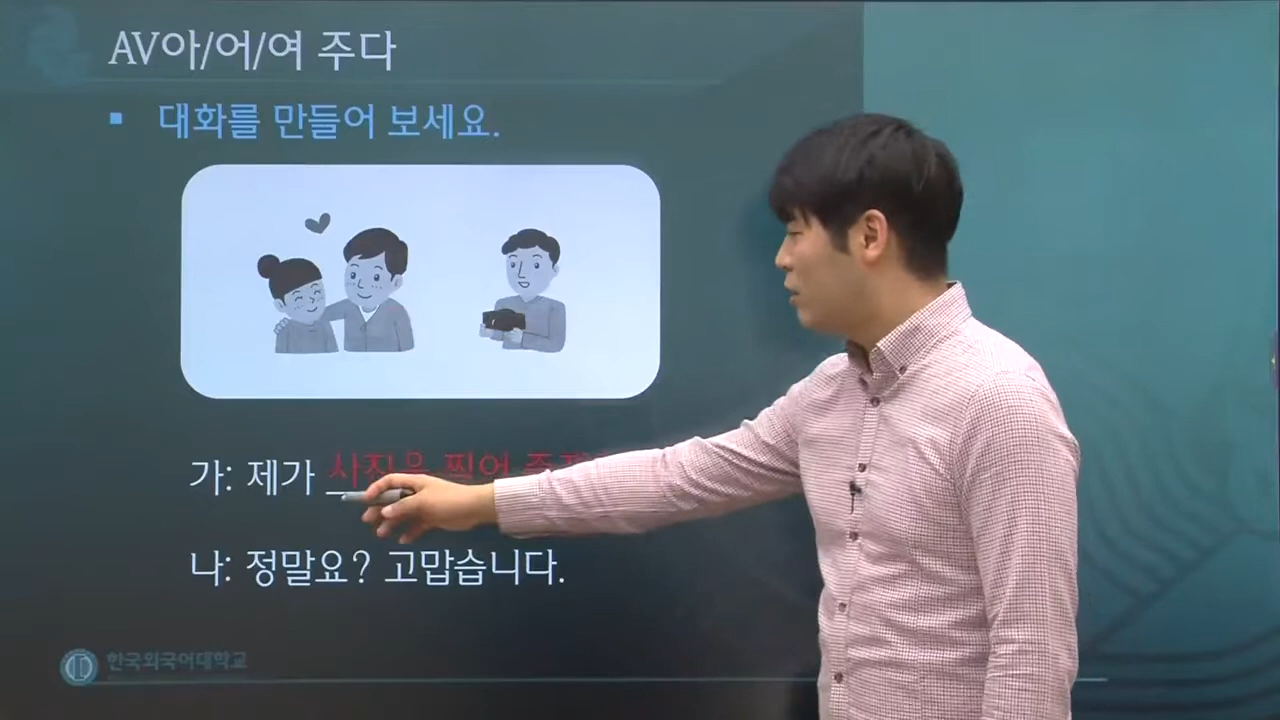 AV아/어/여 주다
▪ 대화를 만들어 보세요.
가: 제가 사진을 찍어
나: 정말요? 고맙습니다.
한국외국어대학교